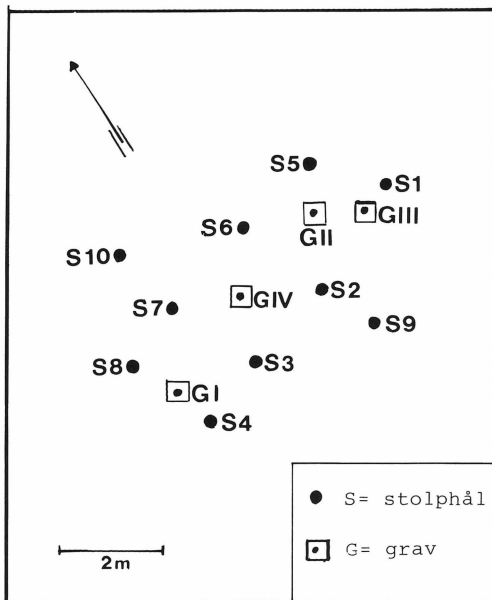 S5
S1
S6
GII
GIII
S10
GIV
S2
S7
S9
S8
S3
GI
S4
S= stolphål
G= grav
2m